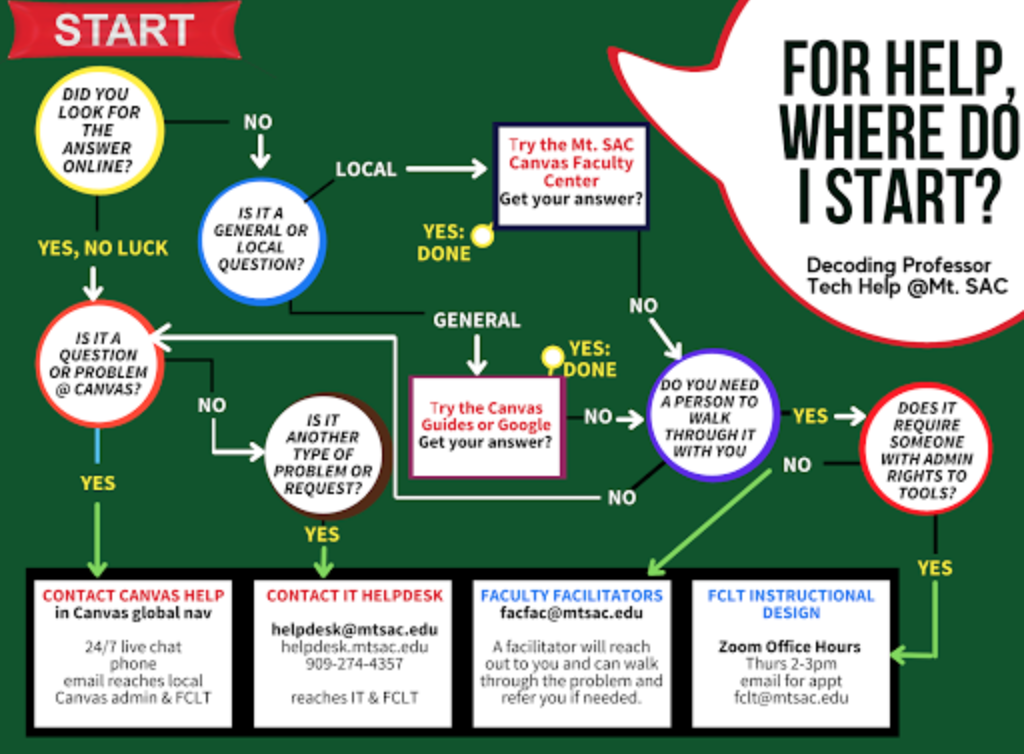 START
FOR HELP,
WHERE DO
I START?
Decoding Professor
Tech Help @Mt. SAC
DID YOU
LOOK FOR
THE
ANSWER
ONLINE?
NO
YES, NO LUCK
IS IT A
GENERAL OR
LOCAL
QUESTION?
LOCAL
Try the Mt. SAC
Canvas Faculty
Center
Get your answer?
YES:
DONE
NO
GENERAL
Try the Canvas
Guides or Google
Get your answer?
YES:
DONE
NO
IS IT A
QUESTION
OR PROBLEM
@ CANVAS?
NO
YES
IS IT
ANOTHER
TYPE OF
PROBLEM OR
REQUEST?
YES
DO YOU NEED
A PERSON TO
WALK
THROUGH IT
WITH YOU
YES
NO
DOES IT
REQUIRE
SOMEONE
WITH ADMIN
RIGHTS TO
TOOLS?
NO
YES
CONTACT CANVAS HELP
in Canvas global nav
24/7 live chat
phone
email reaches local
Canvas admin & FCLT
CONTACT IT HELPDESK
helpdesk@mtsac.edu
helpdesk.mtsac.edu
909-274-4357
reaches IT & FCLT
FACULTY FACILITATORS
facfac@mtsac.edu
A facilitator will reach
out to you and can walk
through the problem and
refer you if needed.
FCLT INSTRUCTIONAL
DESIGN
Zoom Office Hours
Thurs 2-3pm
email for appt
fclt@mtsac.edu